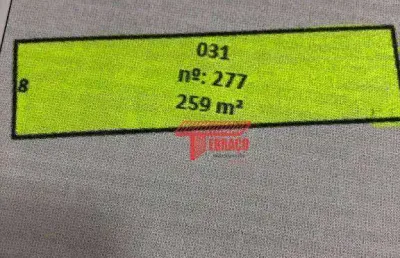 031
nº: 277
8
259 m²
TERRAÇO